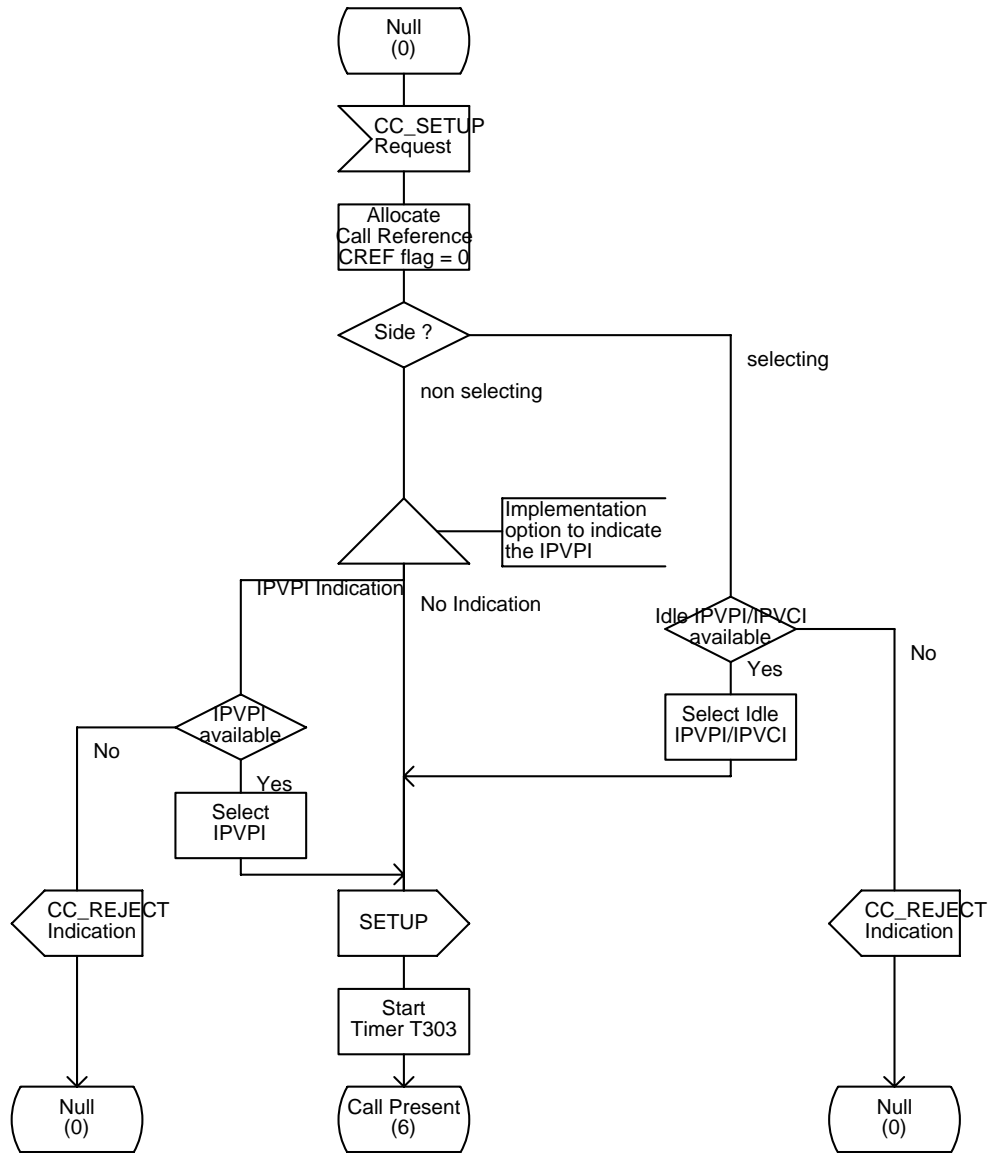 Null
(0)
CC_SETUP
Request
Allocate
Call Reference
CREF flag = 0
Side ?
selecting
non selecting
Implementation
option to indicate
the IPVPI
IPVPI Indication
No Indication
Idle IPVPI/IPVCI
available
No
Yes
Select Idle
IPVPI/IPVCI
IPVPI
available
No
Yes
Select
IPVPI
CC_REJECT
Indication
SETUP
CC_REJECT
Indication
Start
Timer T303
Null
(0)
Call Present
(6)
Null
(0)